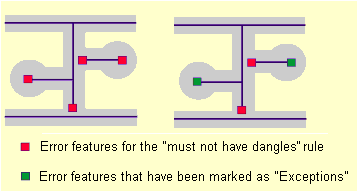 Error features for the "must not have dangles" rule
Error features that have been marked as "Exceptions"